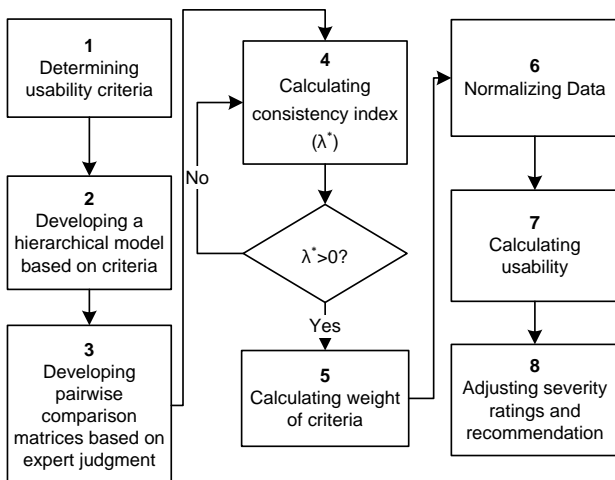 1
Determining
usability criteria
2
Developing a
hierarchical model
based on criteria
3
Developing
pairwise
comparison
matrices based on
expert judgment
4
Calculating
consistency index
(λ*)
No
λ*>0?
Yes
5
Calculating weight
of criteria
6
Normalizing Data
7
Calculating
usability
8
Adjusting severity
ratings and
recommendation